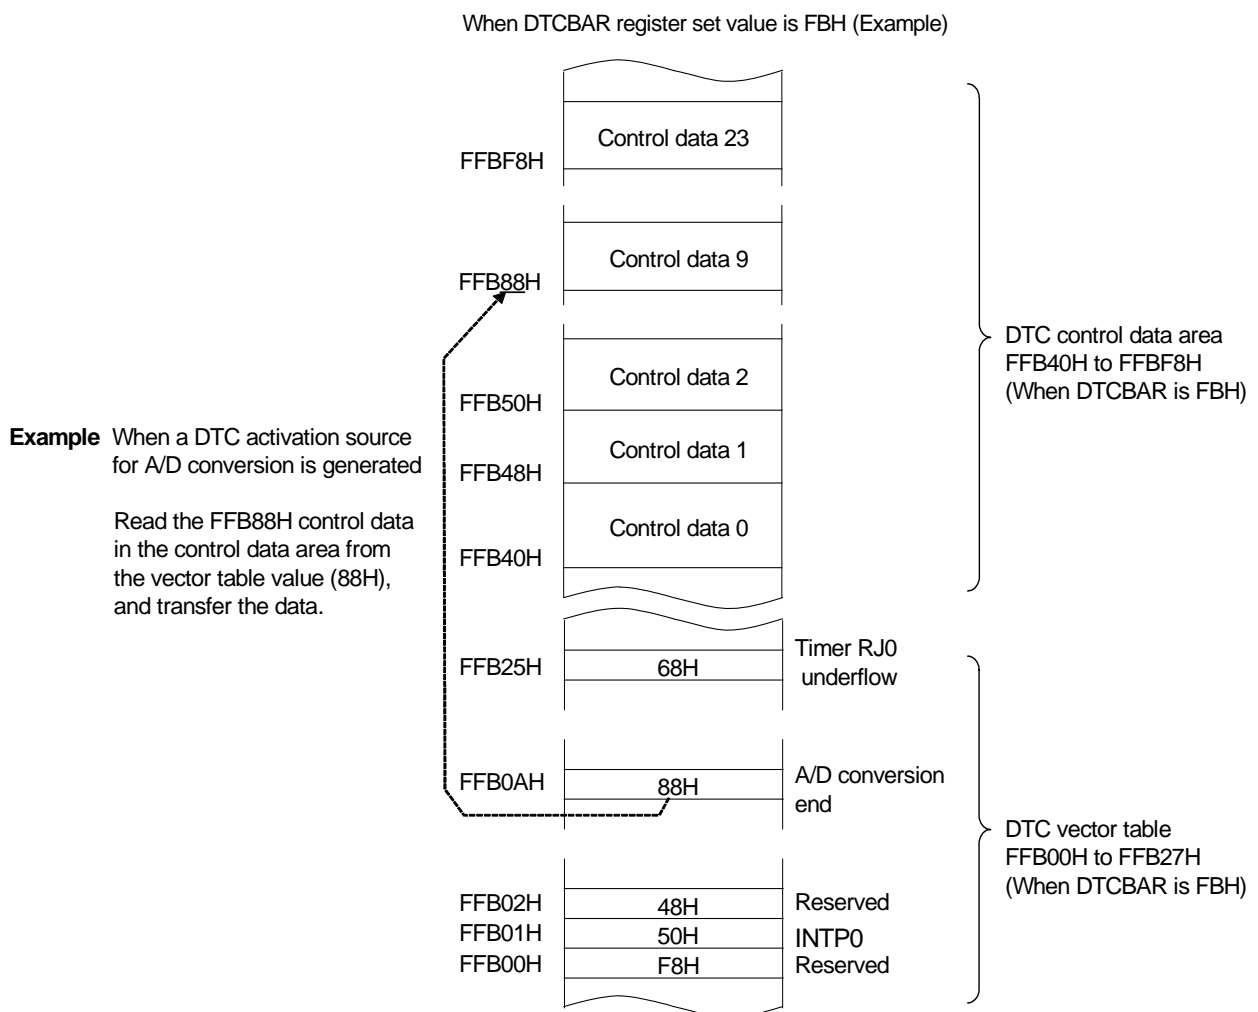 When DTCBAR register set value is FBH (Example)
Control data 23
FFBF8H
Control data 9
FFB88H
DTC control data area
FFB40H to FFBF8H
(When DTCBAR is FBH)
Control data 2
FFB50H
Example When a DTC activation source
for A/D conversion is generated
Control data 1
FFB48H
Read the FFB88H control data
in the control data area from
the vector table value (88H),
and transfer the data.
Control data 0
FFB40H
Timer RJ0
underflow
FFB25H
68H
A/D conversion
end
FFB0AH
88H
DTC vector table
FFB00H to FFB27H
(When DTCBAR is FBH)
FFB02H 48H Reserved
FFB01H 50H INTP0
FFB00H F8H Reserved